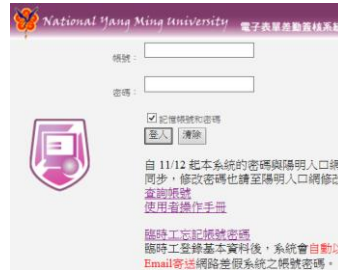 National Yang Ming University 電子表單差勤簽核系統
帳號：
密碼：
記憶帳號和密碼
登入 清除
自 11/12 起本系統的密碼與陽明入口網
同步，修改密碼也請至陽明入口網修改
查詢帳號
使用者操作手冊
臨時工忘記帳號密碼
臨時工登錄基本資料後，系統會自動以
Email寄送網路差假系統之帳號密碼。